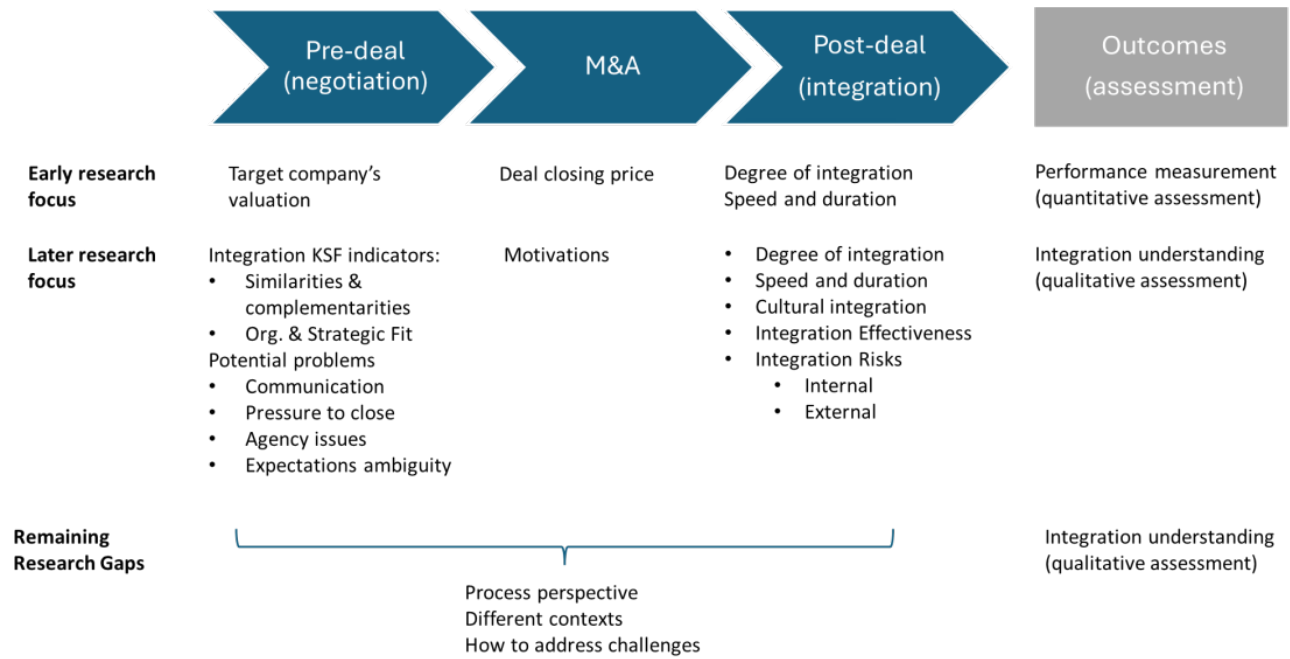 Pre-deal
(negotiation)
M&A
Post-deal
(integration)
Outcomes
(assessment)
Early research
focus
Target company's
valuation
Deal closing price
Degree of integration
Speed and duration
Performance measurement
(quantitative assessment)
Later research
focus
Integration KSF indicators:
• Similarities &
complementarities
• Org. & Strategic Fit
Potential problems
• Communication
• Pressure to close
• Agency issues
• Expectations ambiguity
Motivations
• Degree of integration
• Speed and duration
• Cultural integration
• Integration Effectiveness
• Integration Risks
• Internal
• External
Integration understanding
(qualitative assessment)
Remaining
Research Gaps
Process perspective
Different contexts
How to address challenges
Integration understanding
(qualitative assessment)